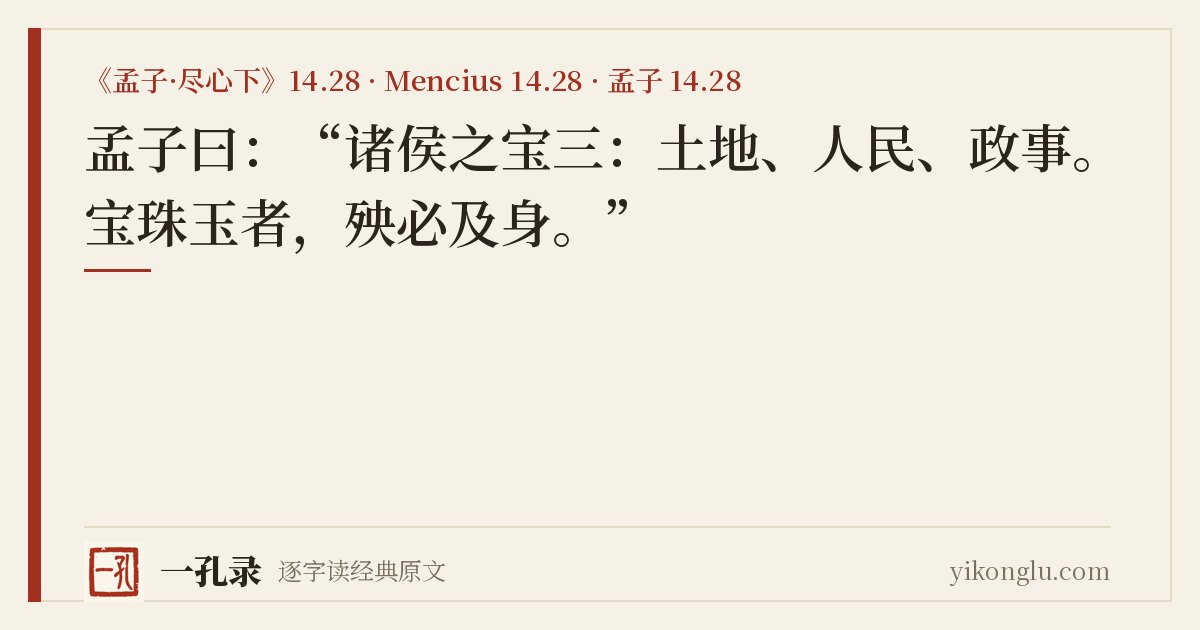 《孟子·尽心下》14.28 · Mencius 14.28 · 孟子 14.28
孟子曰：“诸侯之宝三：土地、人民、政事。
宝珠玉者，殃必及身。”
一孔
一孔录 逐字读经典原文 yikonglu.com